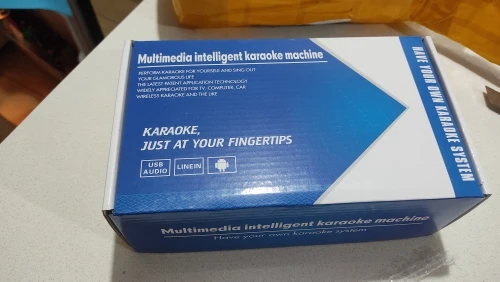 Multimedia intelligent karaoke machine
PERFORM KARAOKE FOR YOURSELF AND SING OUT
YOUR GLAMOROUS LIFE
THE LATEST PATENT APPLICATION TECHNOLOGY
WIDELY APPRECIATED FOR TV, COMPUTER, CAR
WIRELESS KARAOKE AND THE LIKE
KARAOKE,
JUST AT YOUR FINGERTIPS
USB
AUDIO
LINEIN
HAVE YOUR OWN KARAOKE SYSTEM
Multimedia intelligent karaoke machine
Have your own karaoke system